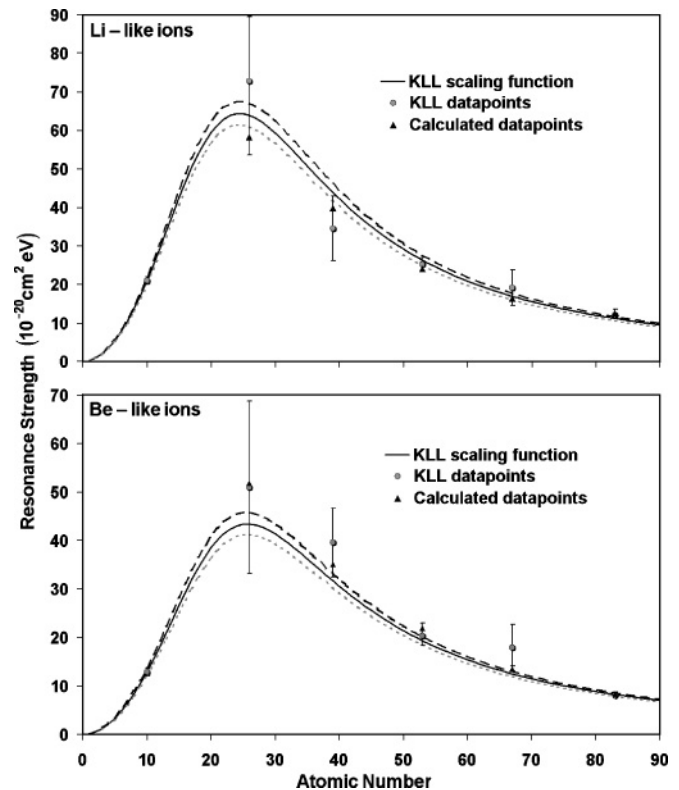 90
Li – like ions
80
70
KLL scaling function
60
KLL datapoints
50
Calculated datapoints
40
30
20
10
0
Resonance Strength (10⁻²⁰cm² eV)
70
Be – like ions
60
KLL scaling function
50
KLL datapoints
Calculated datapoints
40
30
20
10
0
0 10 20 30 40 50 60 70 80 90
Atomic Number